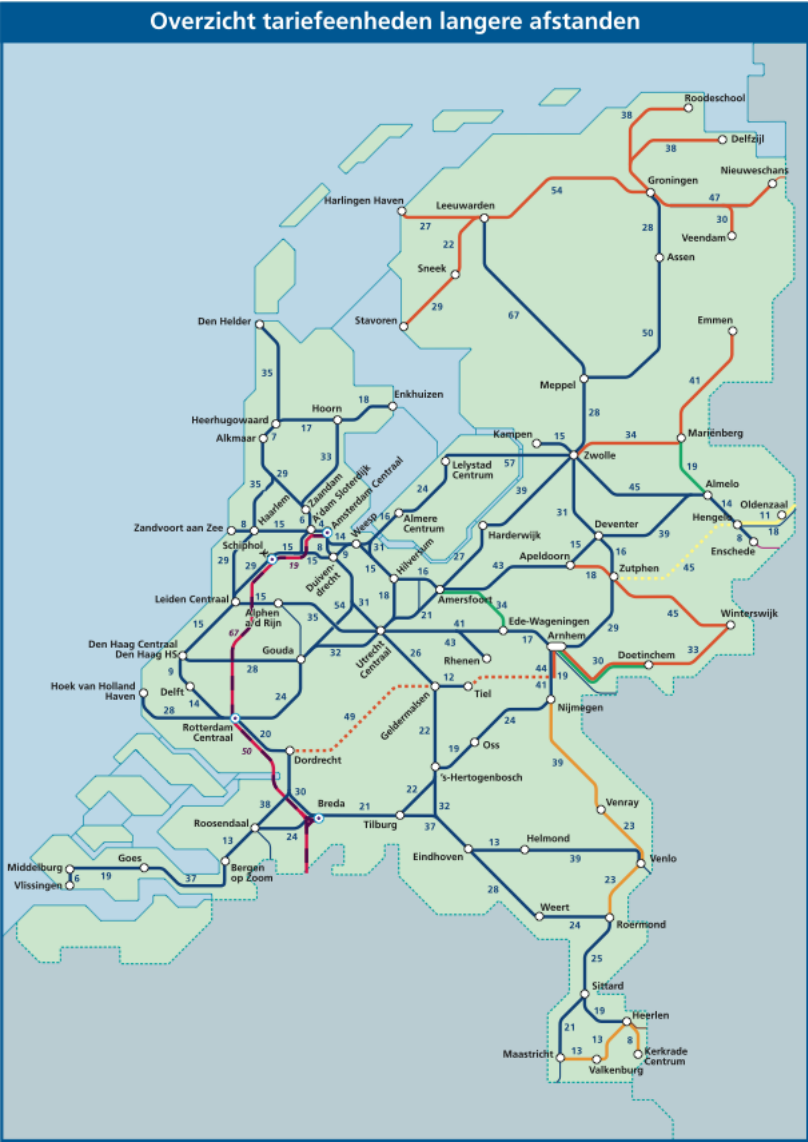 Overzicht tariefeenheden langere afstanden
Roodeschool
38
Delfzijl
38
Nieuweschans
Groningen
54
47
Harlingen Haven
Leeuwarden
27
30
28
Veendam
22
Assen
Sneek
29
Stavoren
67
50
Emmen
Den Helder
35
Meppel
41
Enkhuizen
18
Hoorn
28
Heerhugowaard
17
Alkmaar
7
Kampen
15
34
Mariënberg
33
Zwolle
57
Lelystad
Centrum
19
29
35
24
39
45
Almelo
Zaandam
A'dam Sloterdijk
Amsterdam Centraal
Haarlem
Weesp
16
Almere
Centrum
14
Oldenzaal
11
Hengelo
18
6
4
Zandvoort aan Zee
8
15
14
Harderwijk
Deventer
39
8
Enschede
31
Schiphol
15
19
15
8
9
Duiven-
drecht
15
Hilversum
27
Apeldoorn
31
16
43
Zutphen
45
29
29
16
18
Amersfoort
18
Leiden Centraal
15
Alphen
a/d Rijn
35
54
31
21
34
45
Winterswijk
15
67
41
Ede-Wageningen
17
Arnhem
29
Den Haag Centraal
Den Haag HS
Gouda
32
Utrecht
Centraal
26
43
Rhenen
Doetinchem
33
30
28
9
Hoek van Holland
Haven
Delft
14
24
12
Tiel
44
19
41
Geldermalsen
Nijmegen
28
Rotterdam
Centraal
20
49
22
24
50
Dordrecht
19
Oss
39
's-Hertogenbosch
38
30
22
Venray
Breda
21
32
Roosendaal
Tilburg
37
23
24
13
Helmond
13
Eindhoven
39
Venlo
Goes
Middelburg
6
19
37
Bergen
op Zoom
Vlissingen
28
23
Weert
24
Roermond
25
Sittard
19
Heerlen
21
13
8
Maastricht
13
Valkenburg
Kerkrade
Centrum